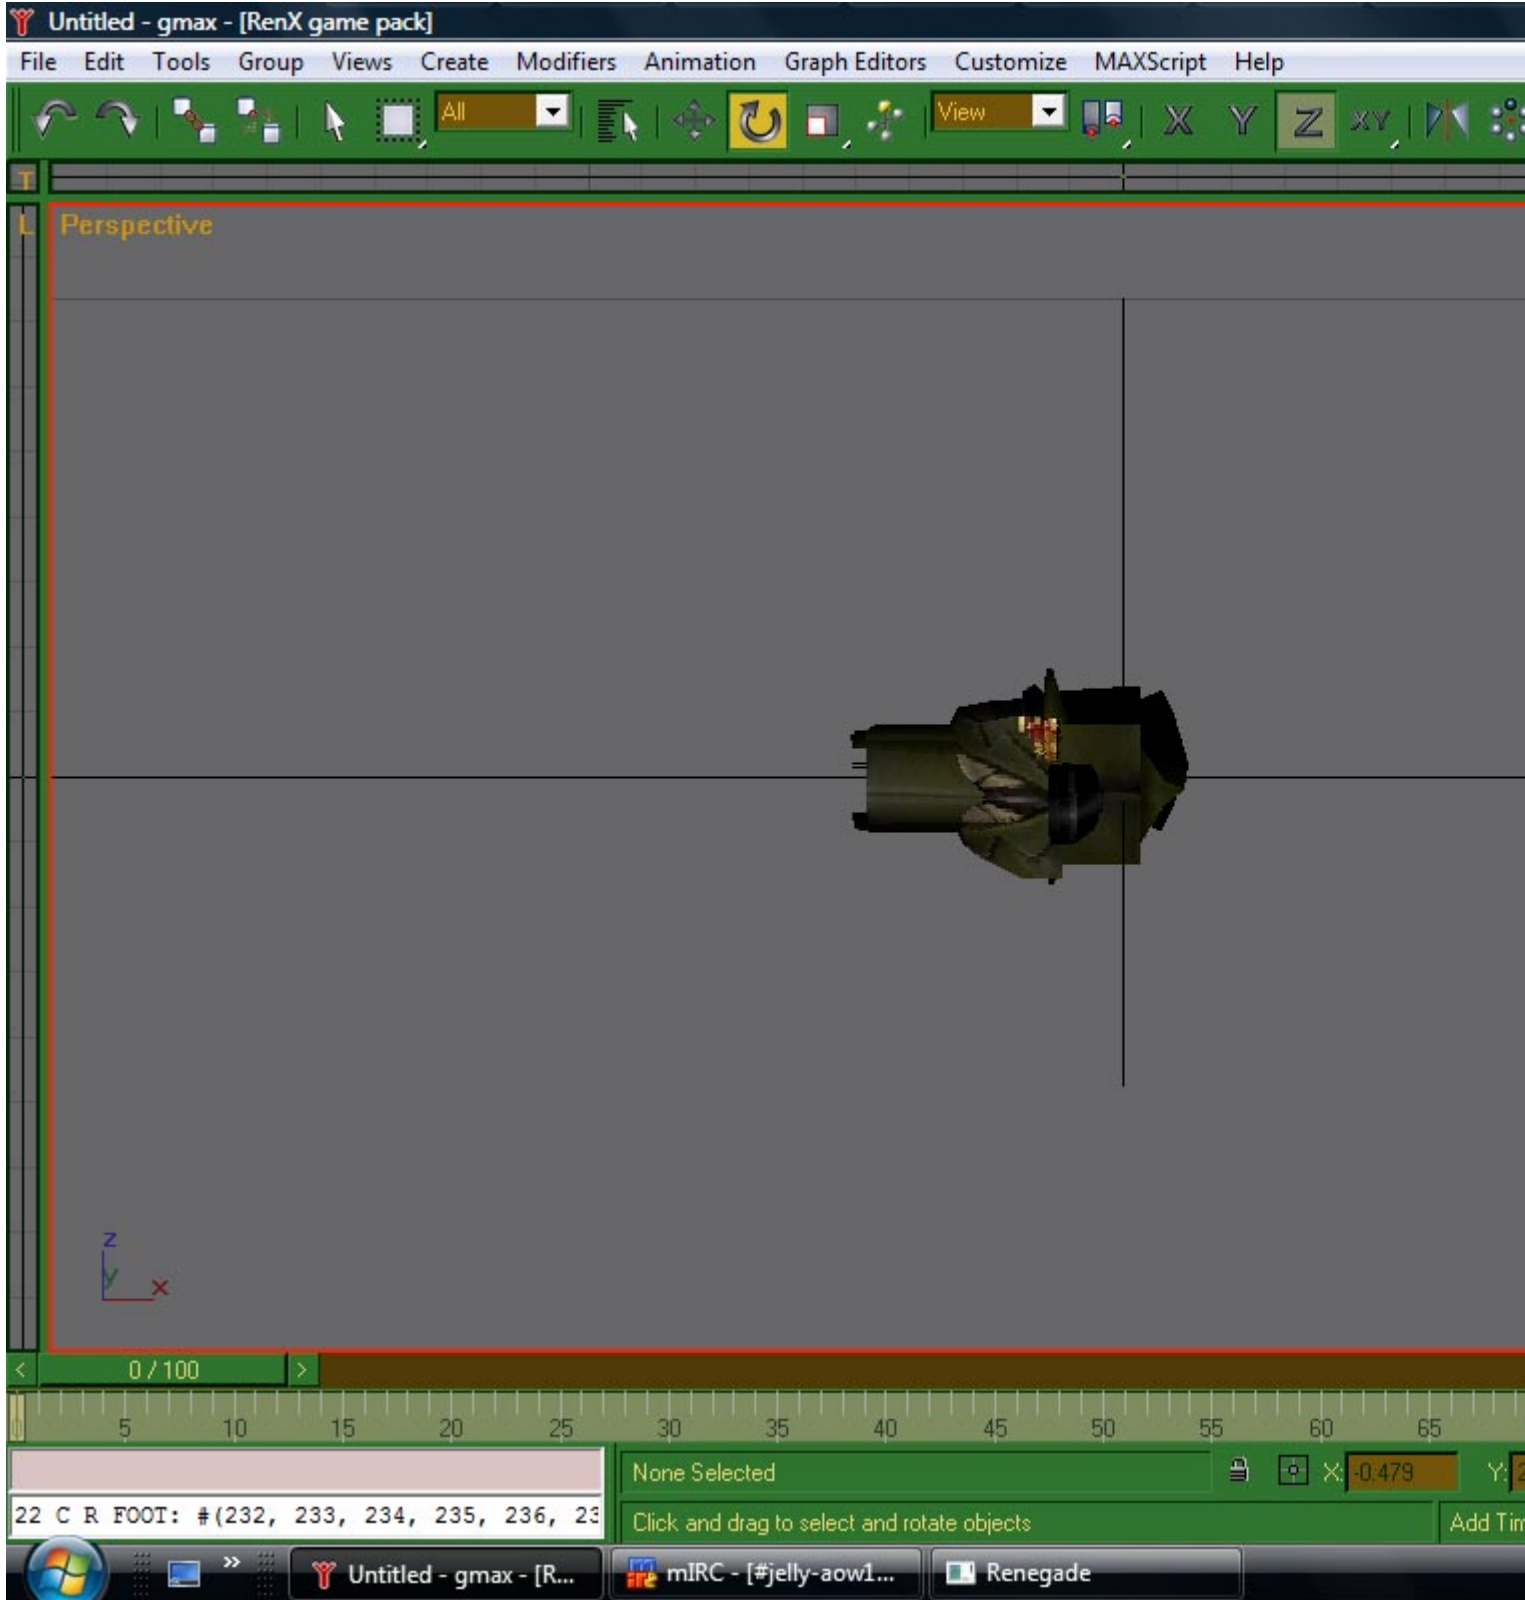 Untitled - gmax - [RenX game pack]
File Edit Tools Group Views Create Modifiers Animation Graph Editors Customize MAXScript Help
All View X Y Z XY
T
L Perspective
z
y x
< 0 / 100 >
0 5 10 15 20 25 30 35 40 45 50 55 60 65
None Selected X: -0.479 Y: 2
22 C R FOOT: #(232, 233, 234, 235, 236, 23
Click and drag to select and rotate objects Add Tim
» Untitled - gmax - [R... mIRC - [#jelly-aow1... Renegade